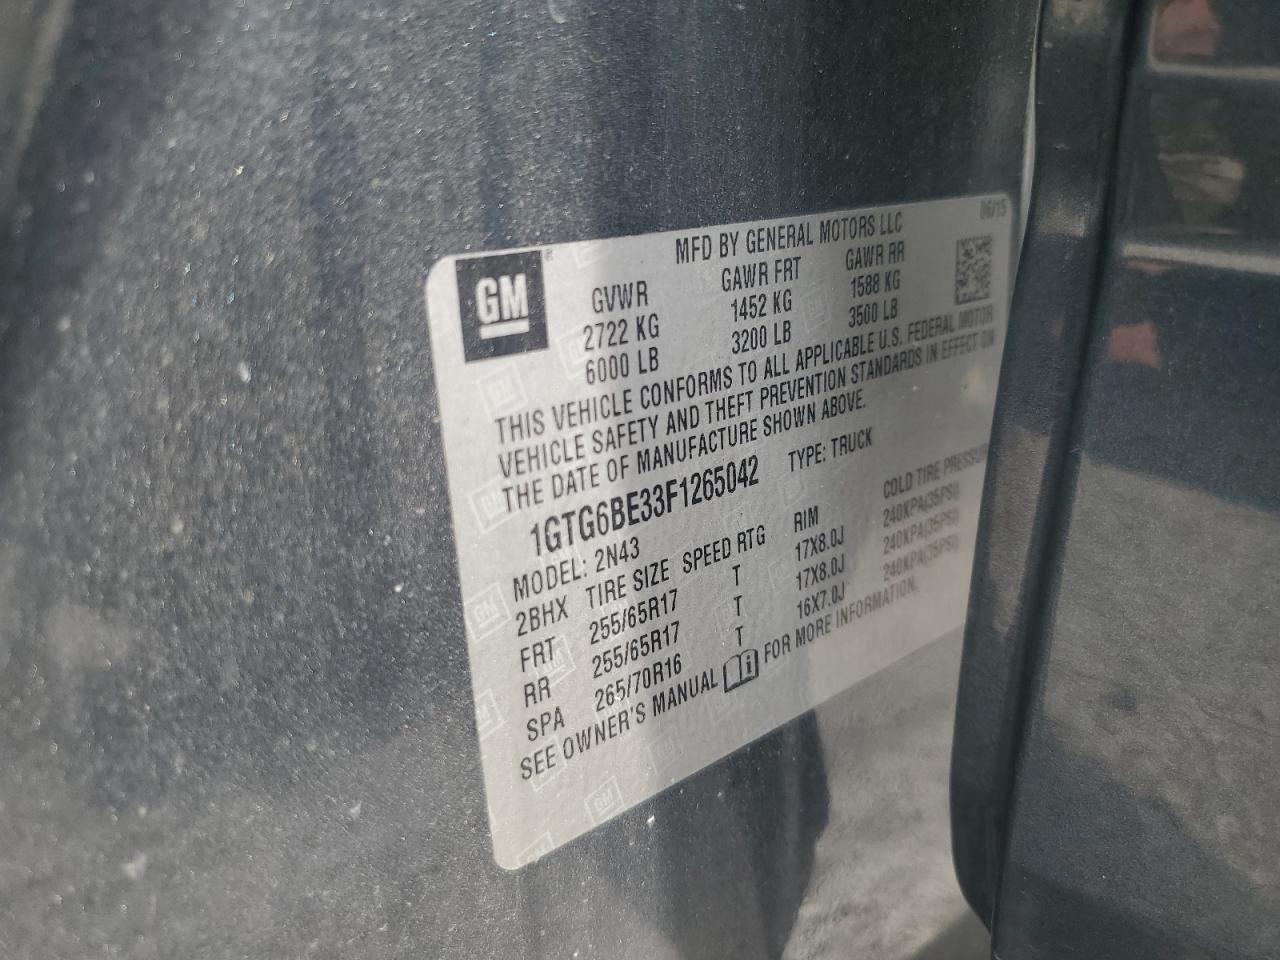 06/15
MFD BY GENERAL MOTORS LLC
GM
GVWR GAWR FRT GAWR RR
2722 KG 1452 KG 1588 KG
6000 LB 3200 LB 3500 LB
THIS VEHICLE CONFORMS TO ALL APPLICABLE U.S. FEDERAL MOTOR
VEHICLE SAFETY AND THEFT PREVENTION STANDARDS IN EFFECT ON
THE DATE OF MANUFACTURE SHOWN ABOVE.
1GTG6BE33F1265042 TYPE: TRUCK
MODEL: 2N43
2BHX TIRE SIZE SPEED RTG RIM COLD TIRE PRESSURE
FRT 255/65R17 T 17X8.0J 240KPA(35PSI)
RR 255/65R17 T 17X8.0J 240KPA(35PSI)
SPA 265/70R16 T 16X7.0J 240KPA(35PSI)
SEE OWNER'S MANUAL FOR MORE INFORMATION.